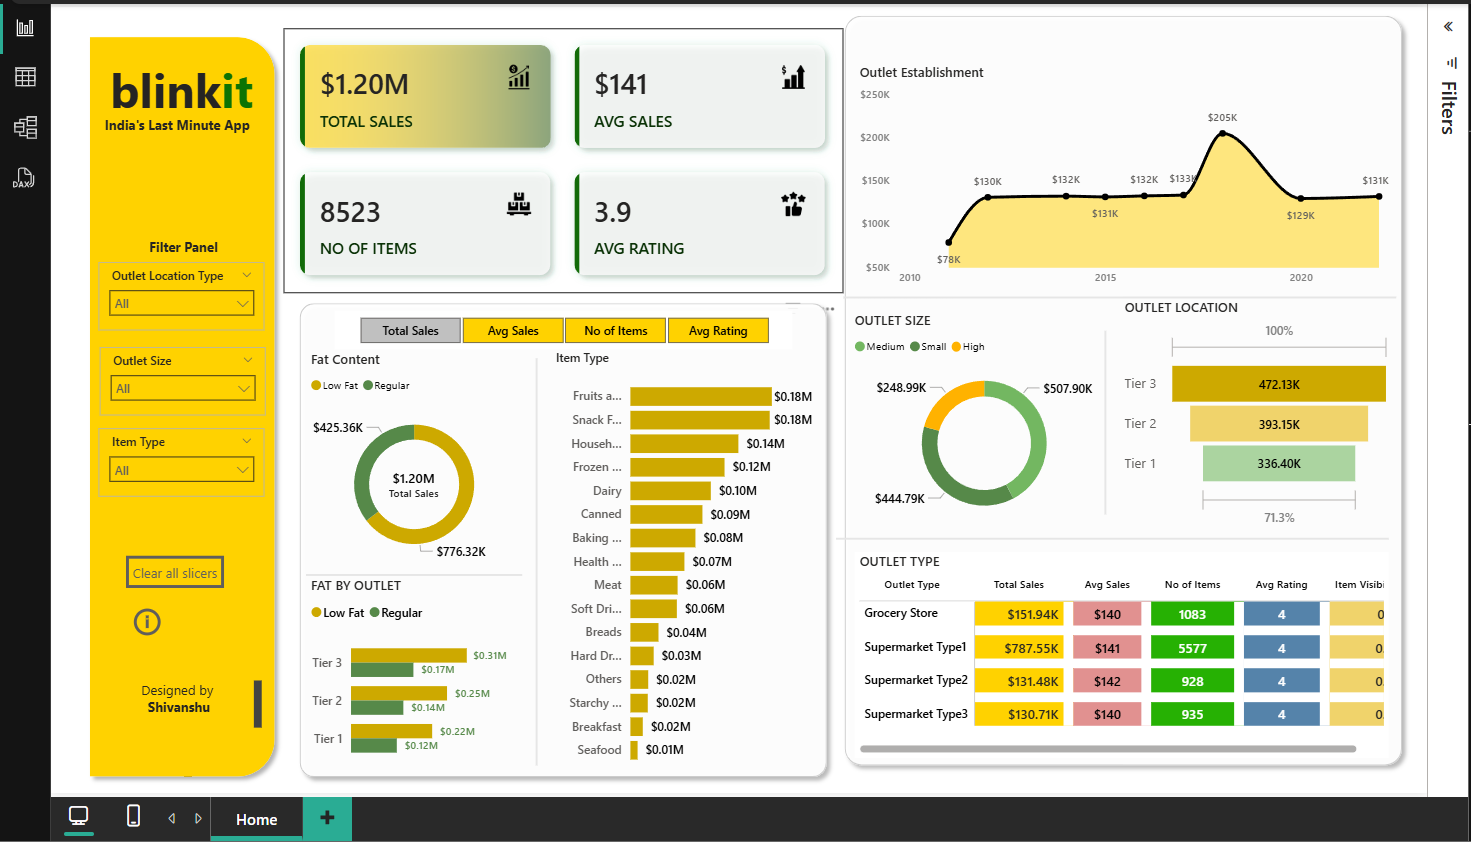 blinkit
India's Last Minute App
Filter Panel
Outlet Location Type
All
Outlet Size
All
Item Type
All
Clear all slicers
Designed by
Shivanshu
$1.20M
TOTAL SALES
$141
AVG SALES
8523
NO OF ITEMS
3.9
AVG RATING
Total Sales
Avg Sales
No of Items
Avg Rating
Fat Content
Low Fat Regular
$425.36K
$1.20M
Total Sales
$776.32K
FAT BY OUTLET
Low Fat Regular
Tier 3 $0.31M
$0.17M
Tier 2 $0.25M
$0.14M
Tier 1 $0.22M
$0.12M
Item Type
Fruits a... $0.18M
Snack F... $0.18M
Househ... $0.14M
Frozen ... $0.12M
Dairy $0.10M
Canned $0.09M
Baking ... $0.08M
Health ... $0.07M
Meat $0.06M
Soft Dri... $0.06M
Breads $0.04M
Hard Dr... $0.03M
Others $0.02M
Starchy ... $0.02M
Breakfast $0.02M
Seafood $0.01M
Outlet Establishment
$250K
$200K
$150K
$100K
$50K
$78K
$130K
$132K
$131K
$132K
$133K
$205K
$129K
$131K
2010 2015 2020
OUTLET SIZE
Medium Small High
$248.99K
$507.90K
$444.79K
OUTLET LOCATION
100%
Tier 3 472.13K
Tier 2 393.15K
Tier 1 336.40K
71.3%
OUTLET TYPE
Outlet Type Total Sales Avg Sales No of Items Avg Rating Item Visibi
Grocery Store $151.94K $140 1083 4 0
Supermarket Type1 $787.55K $141 5577 4 0.
Supermarket Type2 $131.48K $142 928 4 0
Supermarket Type3 $130.71K $140 935 4 0.
Filters
DAX
Home